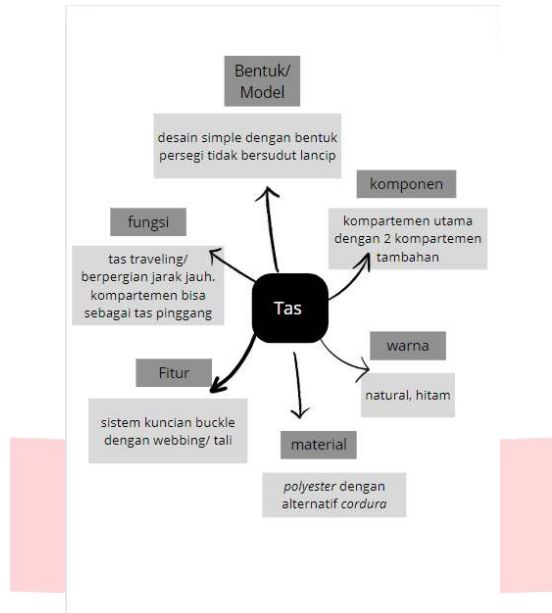 Bentuk/
Model
desain simple dengan bentuk
persegi tidak bersudut lancip
komponen
kompartemen utama
dengan 2 kompartemen
tambahan
fungsi
tas traveling/
berpergian jarak jauh.
kompartemen bisa
sebagai tas pinggang
Tas
warna
natural, hitam
Fitur
sistem kuncian buckle
dengan webbing/ tali
material
polyester dengan
alternatif cordura